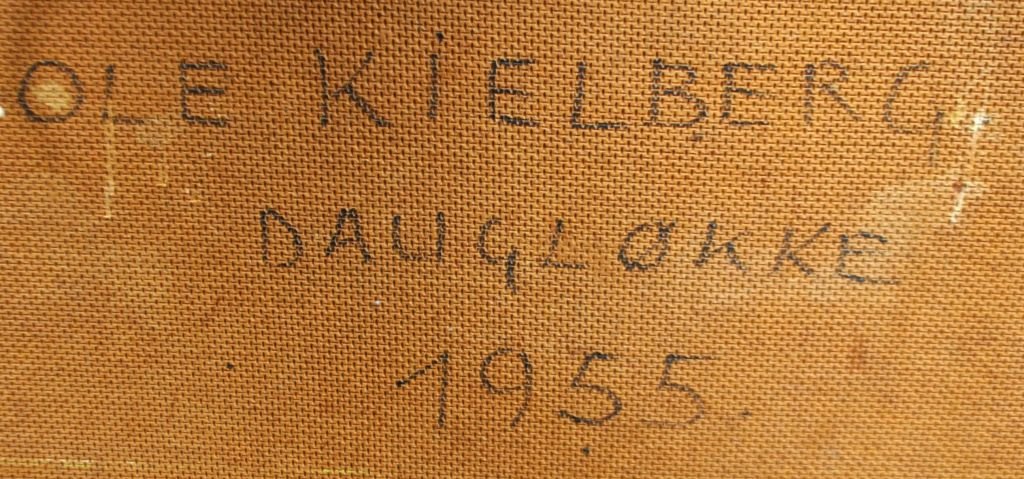 OLE KIELBERG.
DAUGLØKKE
1955.